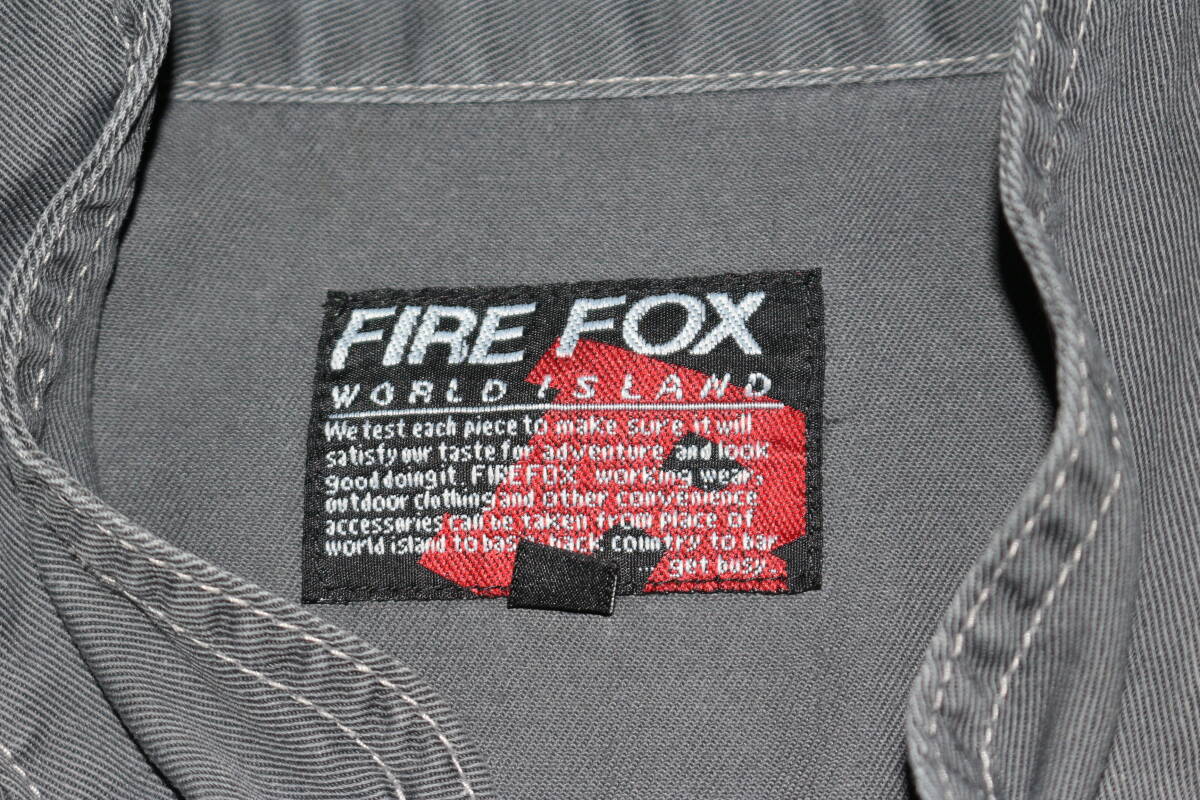 FIRE FOX
WORLD ISLAND
We test each piece to make sure it will
satisfy our taste for adventure and look
good doing it. FIREFOX working wear,
outdoor clothing and other convenience
accessories can be taken from place of
world island to back country to bar
... get busy.